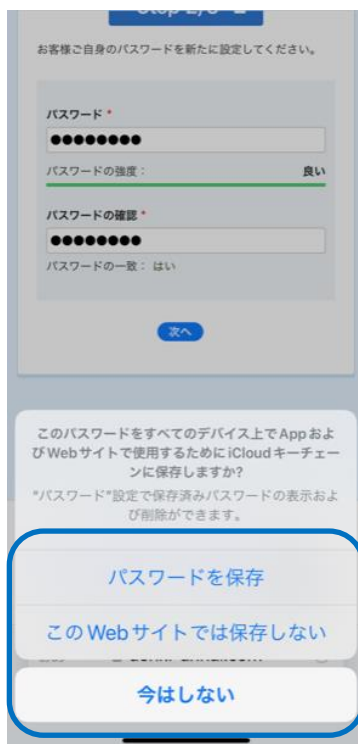 お客様ご自身のパスワードを新たに設定してください。
パスワード *
●●●●●●●●
パスワードの強度： 良い
パスワードの確認 *
●●●●●●●●
パスワードの一致： はい
次へ
このパスワードをすべてのデバイス上でAppおよ
びWebサイトで使用するためにiCloudキーチェー
ンに保存しますか?
"パスワード"設定で保存済みパスワードの表示およ
び削除ができます。
パスワードを保存
このWebサイトでは保存しない
今はしない